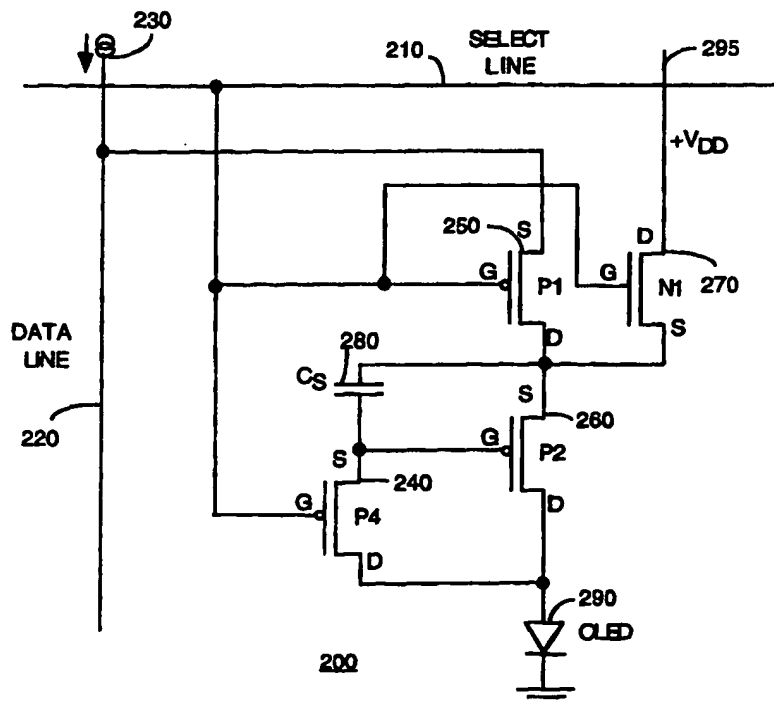 230
SELECT
LINE
210
295
+VDD
250
S
D
G
P1
G
N1
270
S
DATA
LINE
D
280
CS
S
260
220
G
P2
S
240
G
P4
D
D
290
OLED
200